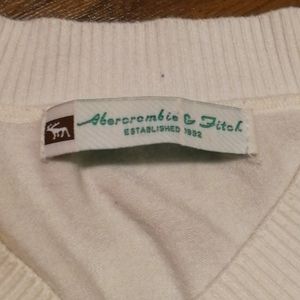 Abercrombie & Fitch
ESTABLISHED 1892